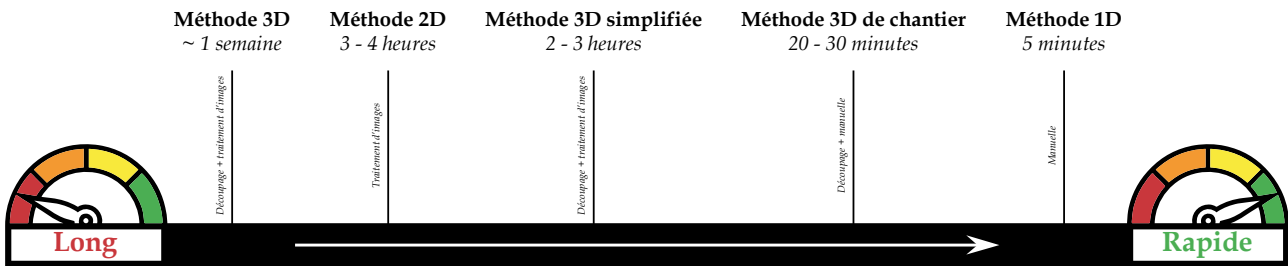 Méthode 3D
~ 1 semaine
Méthode 2D
3 - 4 heures
Méthode 3D simplifiée
2 - 3 heures
Méthode 3D de chantier
20 - 30 minutes
Méthode 1D
5 minutes
Découpage + traitement d'images
Traitement d'images
Découpage + traitement d'images
Découpage + manuelle
Manuelle
Long
Rapide